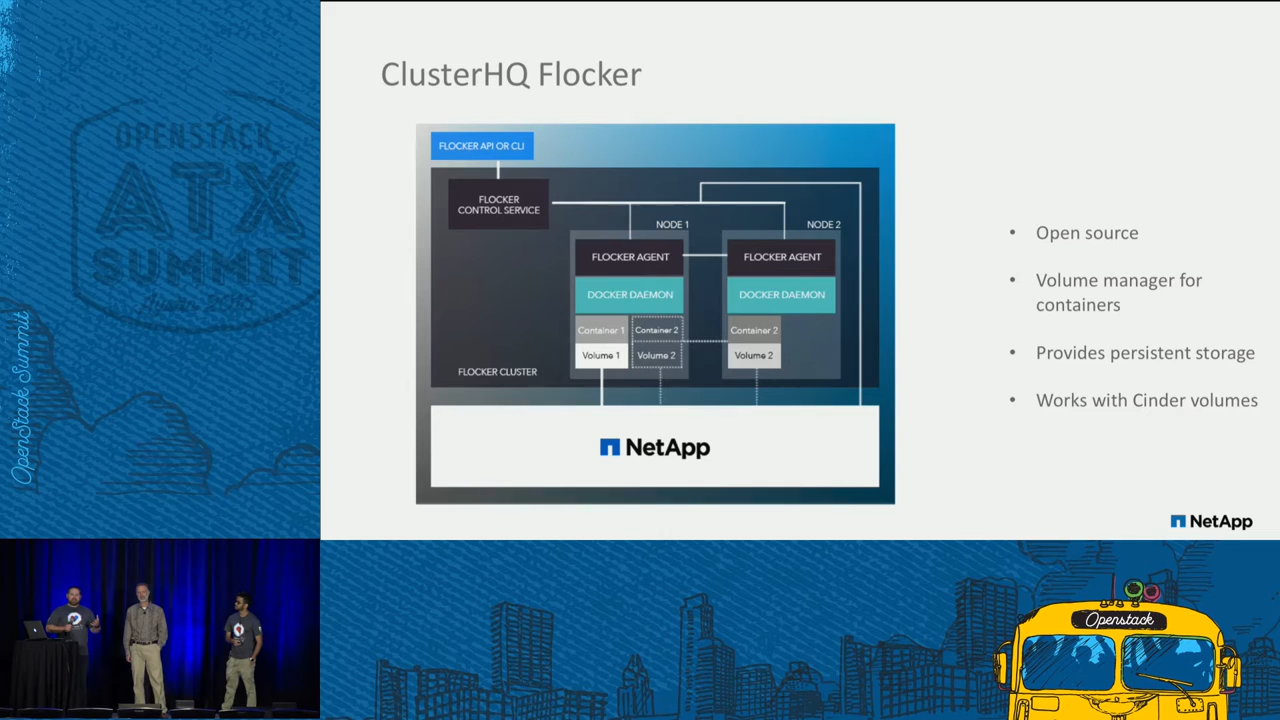 OPENSTACK
ATX
SUMMIT
OpenStack Summit
ClusterHQ Flocker
FLOCKER API OR CLI
FLOCKER
CONTROL SERVICE
NODE 1
NODE 2
FLOCKER AGENT
FLOCKER AGENT
DOCKER DAEMON
DOCKER DAEMON
Container 1
Container 2
Container 2
Volume 1
Volume 2
Volume 2
FLOCKER CLUSTER
NetApp
• Open source
• Volume manager for
containers
• Provides persistent storage
• Works with Cinder volumes
NetApp
Openstack